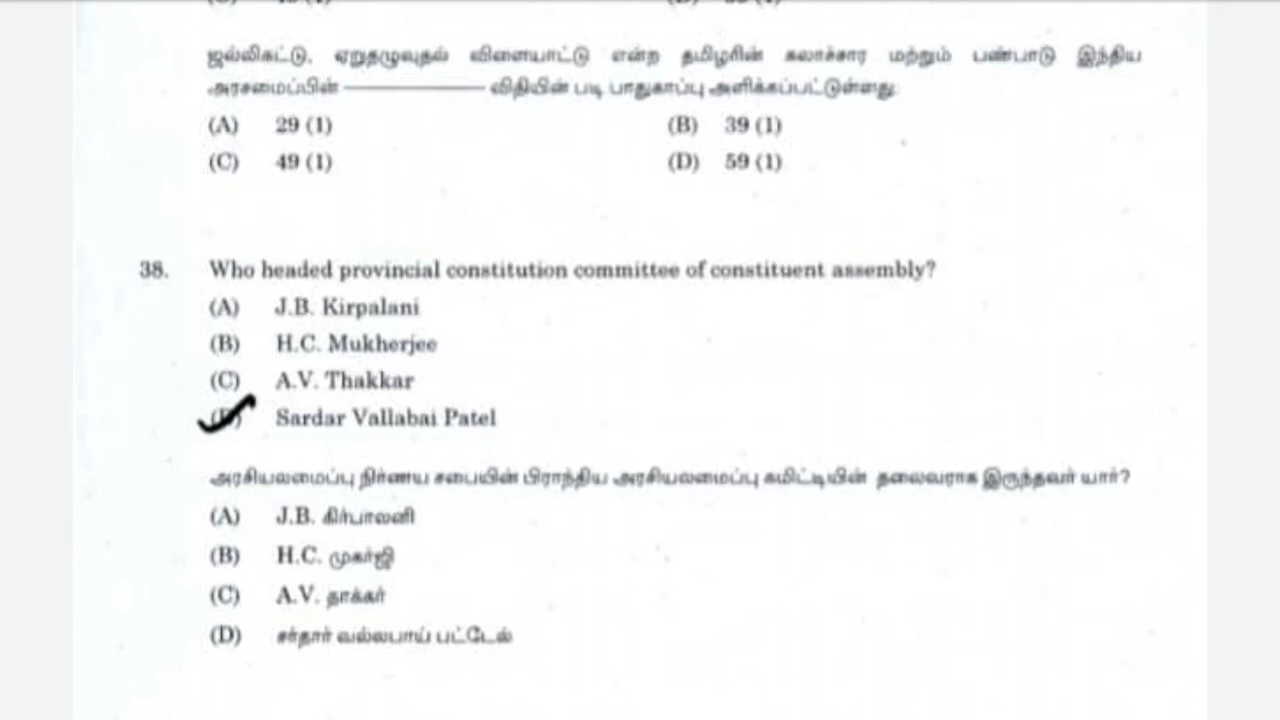 ஜல்லிகட்டு, ஏறுதழுவுதல் விளையாட்டு என்ற தமிழரின் கலாச்சார மற்றும் பண்பாடு இந்திய
அரசமைப்பின் ———— விதியின் படி பாதுகாப்பு அளிக்கப்பட்டுள்ளது
(A) 29 (1) (B) 39 (1)
(C) 49 (1) (D) 59 (1)
38. Who headed provincial constitution committee of constituent assembly?
(A) J.B. Kirpalani
(B) H.C. Mukherjee
(C) A.V. Thakkar
Sardar Vallabai Patel
அரசியலமைப்பு நிர்ணய சபையின் பிராந்திய அரசியலமைப்பு கமிட்டியின் தலைவராக இருந்தவர் யார்?
(A) J.B. கிர்பாலனி
(B) H.C. முகர்ஜி
(C) A.V. தாக்கர்
(D) சர்தார் வல்லபாய் பட்டேல்